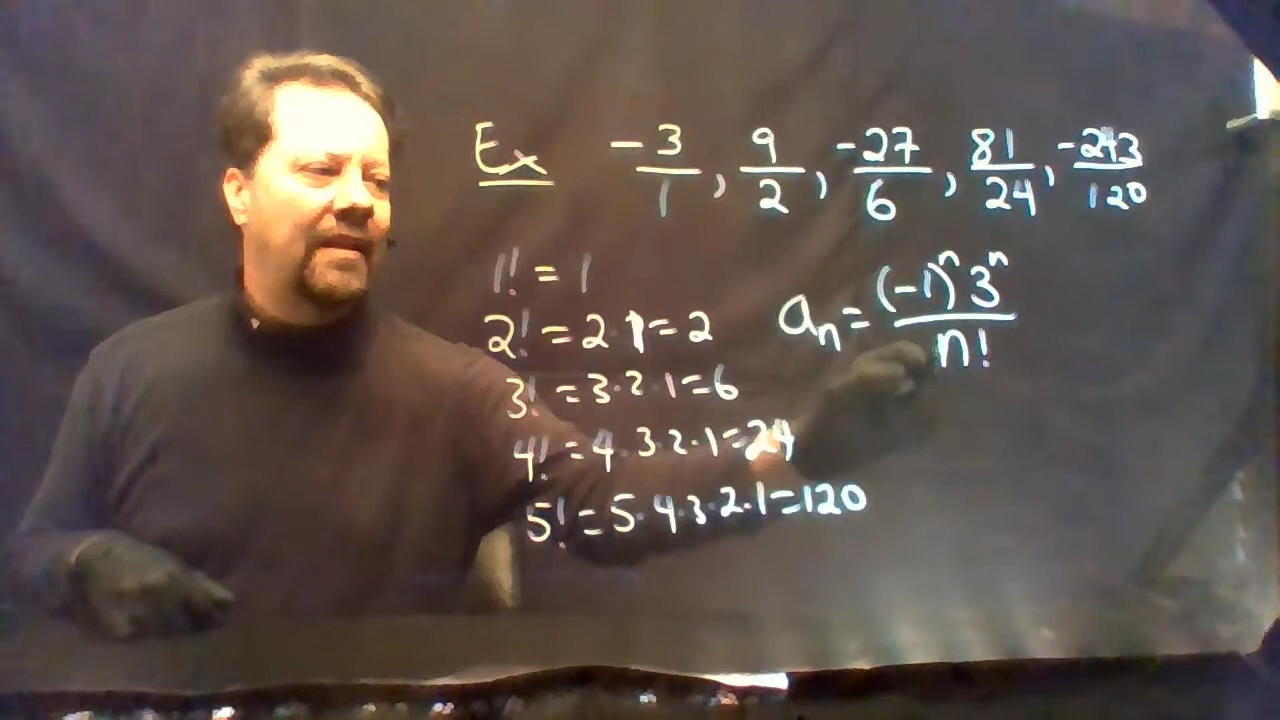 Ex -3/1, 9/2, -27/6, 81/24, -243/120
1! = 1
2! = 2·1 = 2
aₙ = (-1)ⁿ 3ⁿ / n!
3! = 3·2·1 = 6
4! = 4·3·2·1 = 24
5! = 5·4·3·2·1 = 120